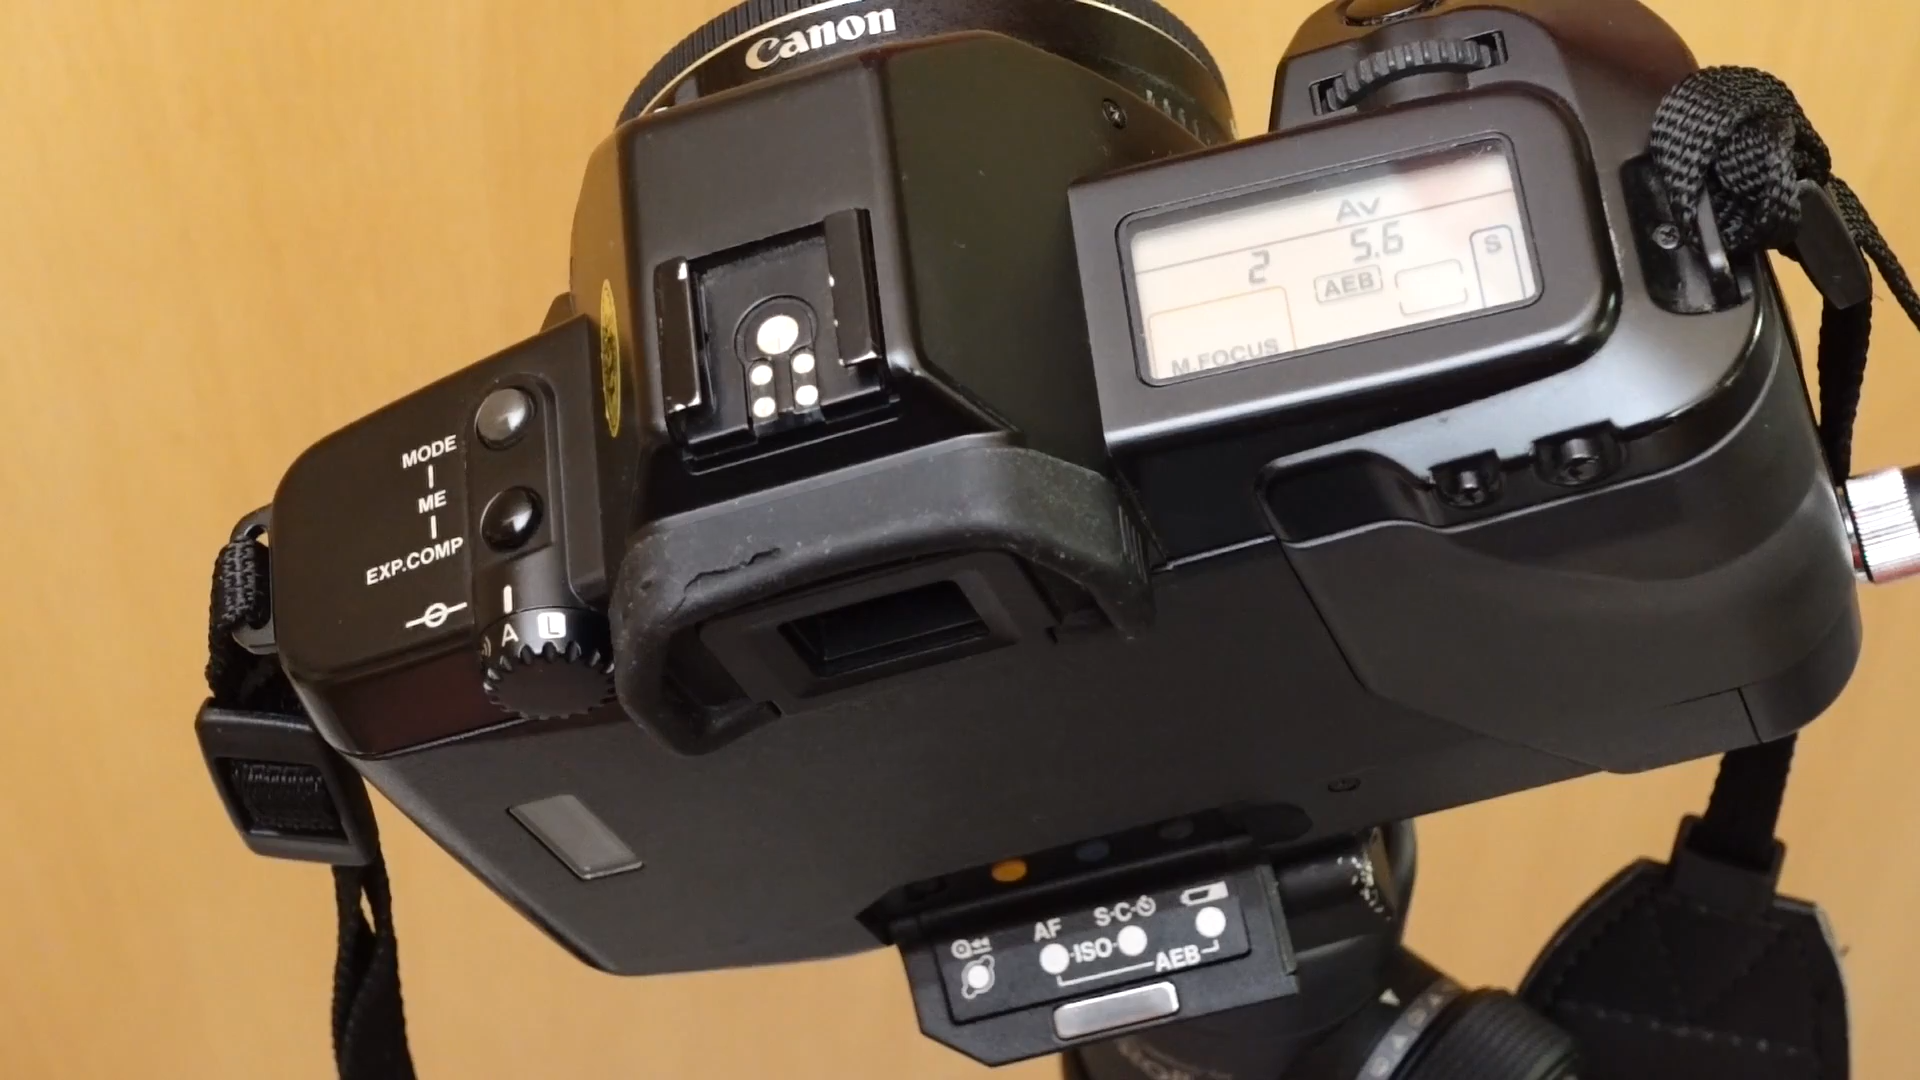 Canon
Av
2 5.6
AEB
S
M.FOCUS
MODE
ME
EXP.COMP
A L
AF S·C·
-ISO-
AEB